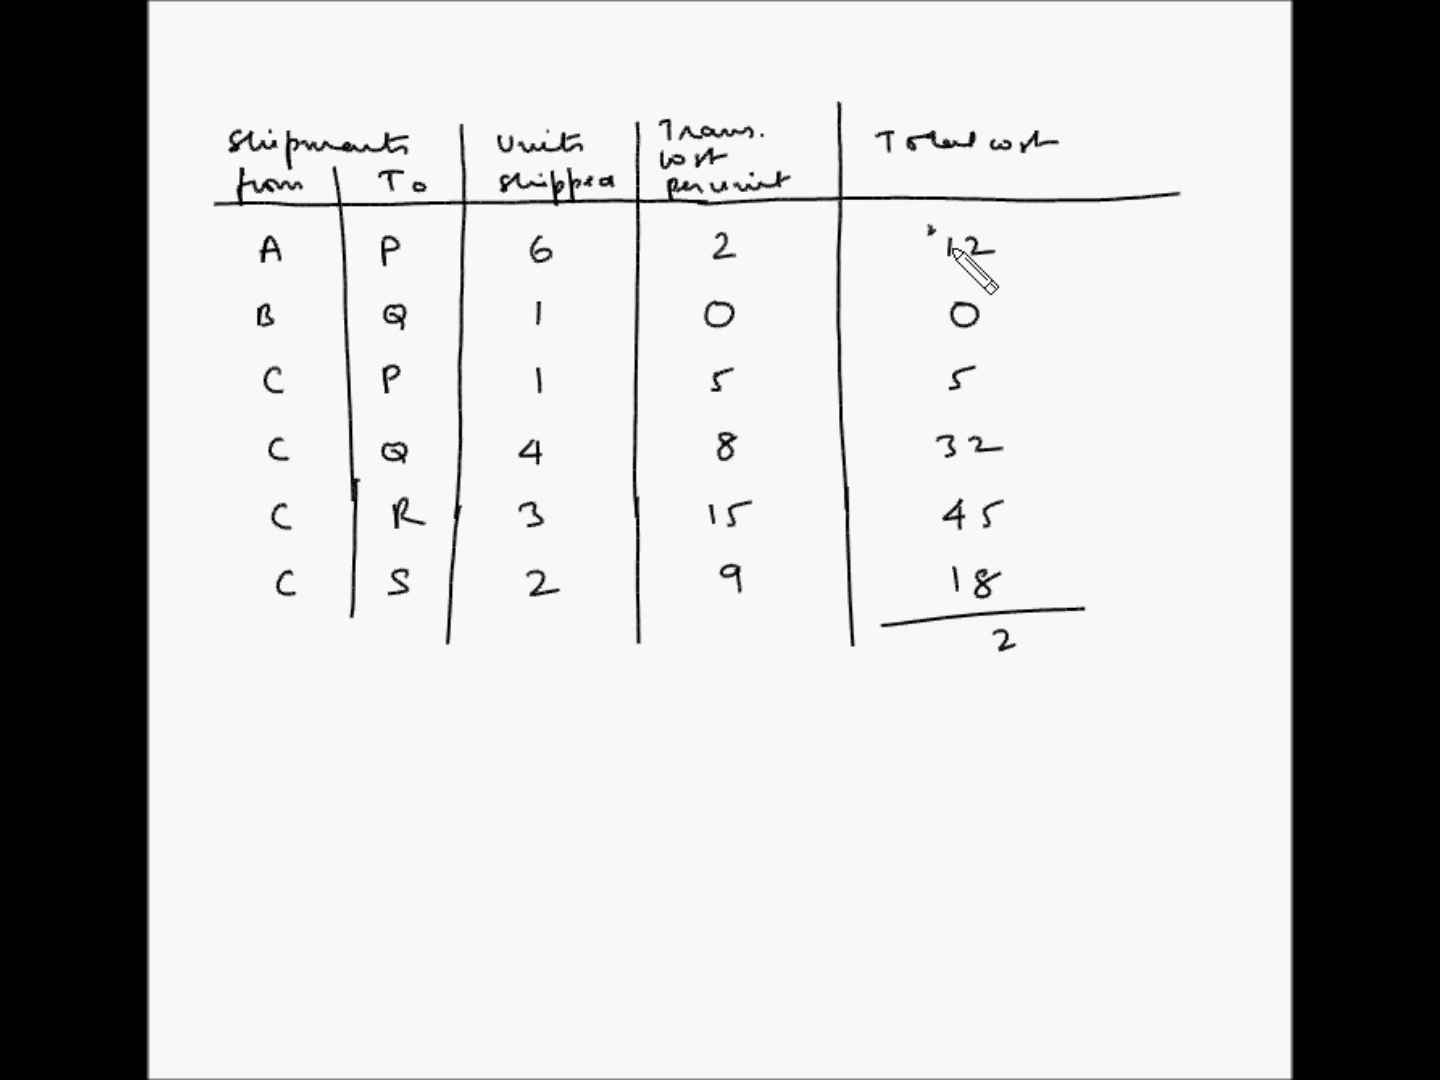 Shipments from | To | Units shipped | Trans. cost per unit | Total cost
A P 6 2 12
B Q 1 0 0
C P 1 5 5
C Q 4 8 32
C R 3 15 45
C S 2 9 18
2